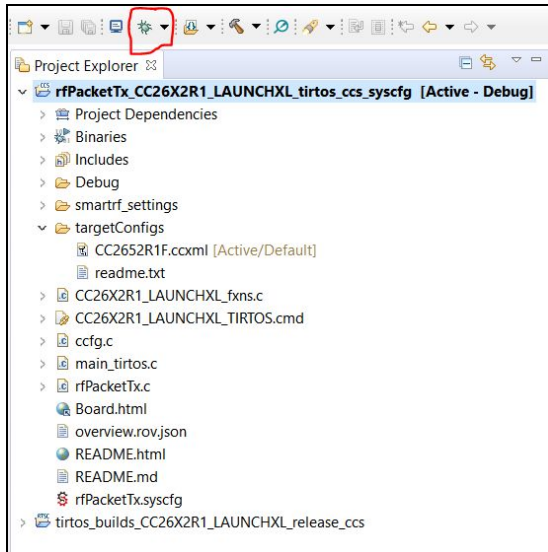 Project Explorer
rfPacketTx_CC26X2R1_LAUNCHXL_tirtos_ccs_syscfg [Active - Debug]
Project Dependencies
Binaries
Includes
Debug
smartrf_settings
targetConfigs
CC2652R1F.ccxml [Active/Default]
readme.txt
CC26X2R1_LAUNCHXL_fxns.c
CC26X2R1_LAUNCHXL_TIRTOS.cmd
ccfg.c
main_tirtos.c
rfPacketTx.c
Board.html
overview.rov.json
README.html
README.md
rfPacketTx.syscfg
tirtos_builds_CC26X2R1_LAUNCHXL_release_ccs